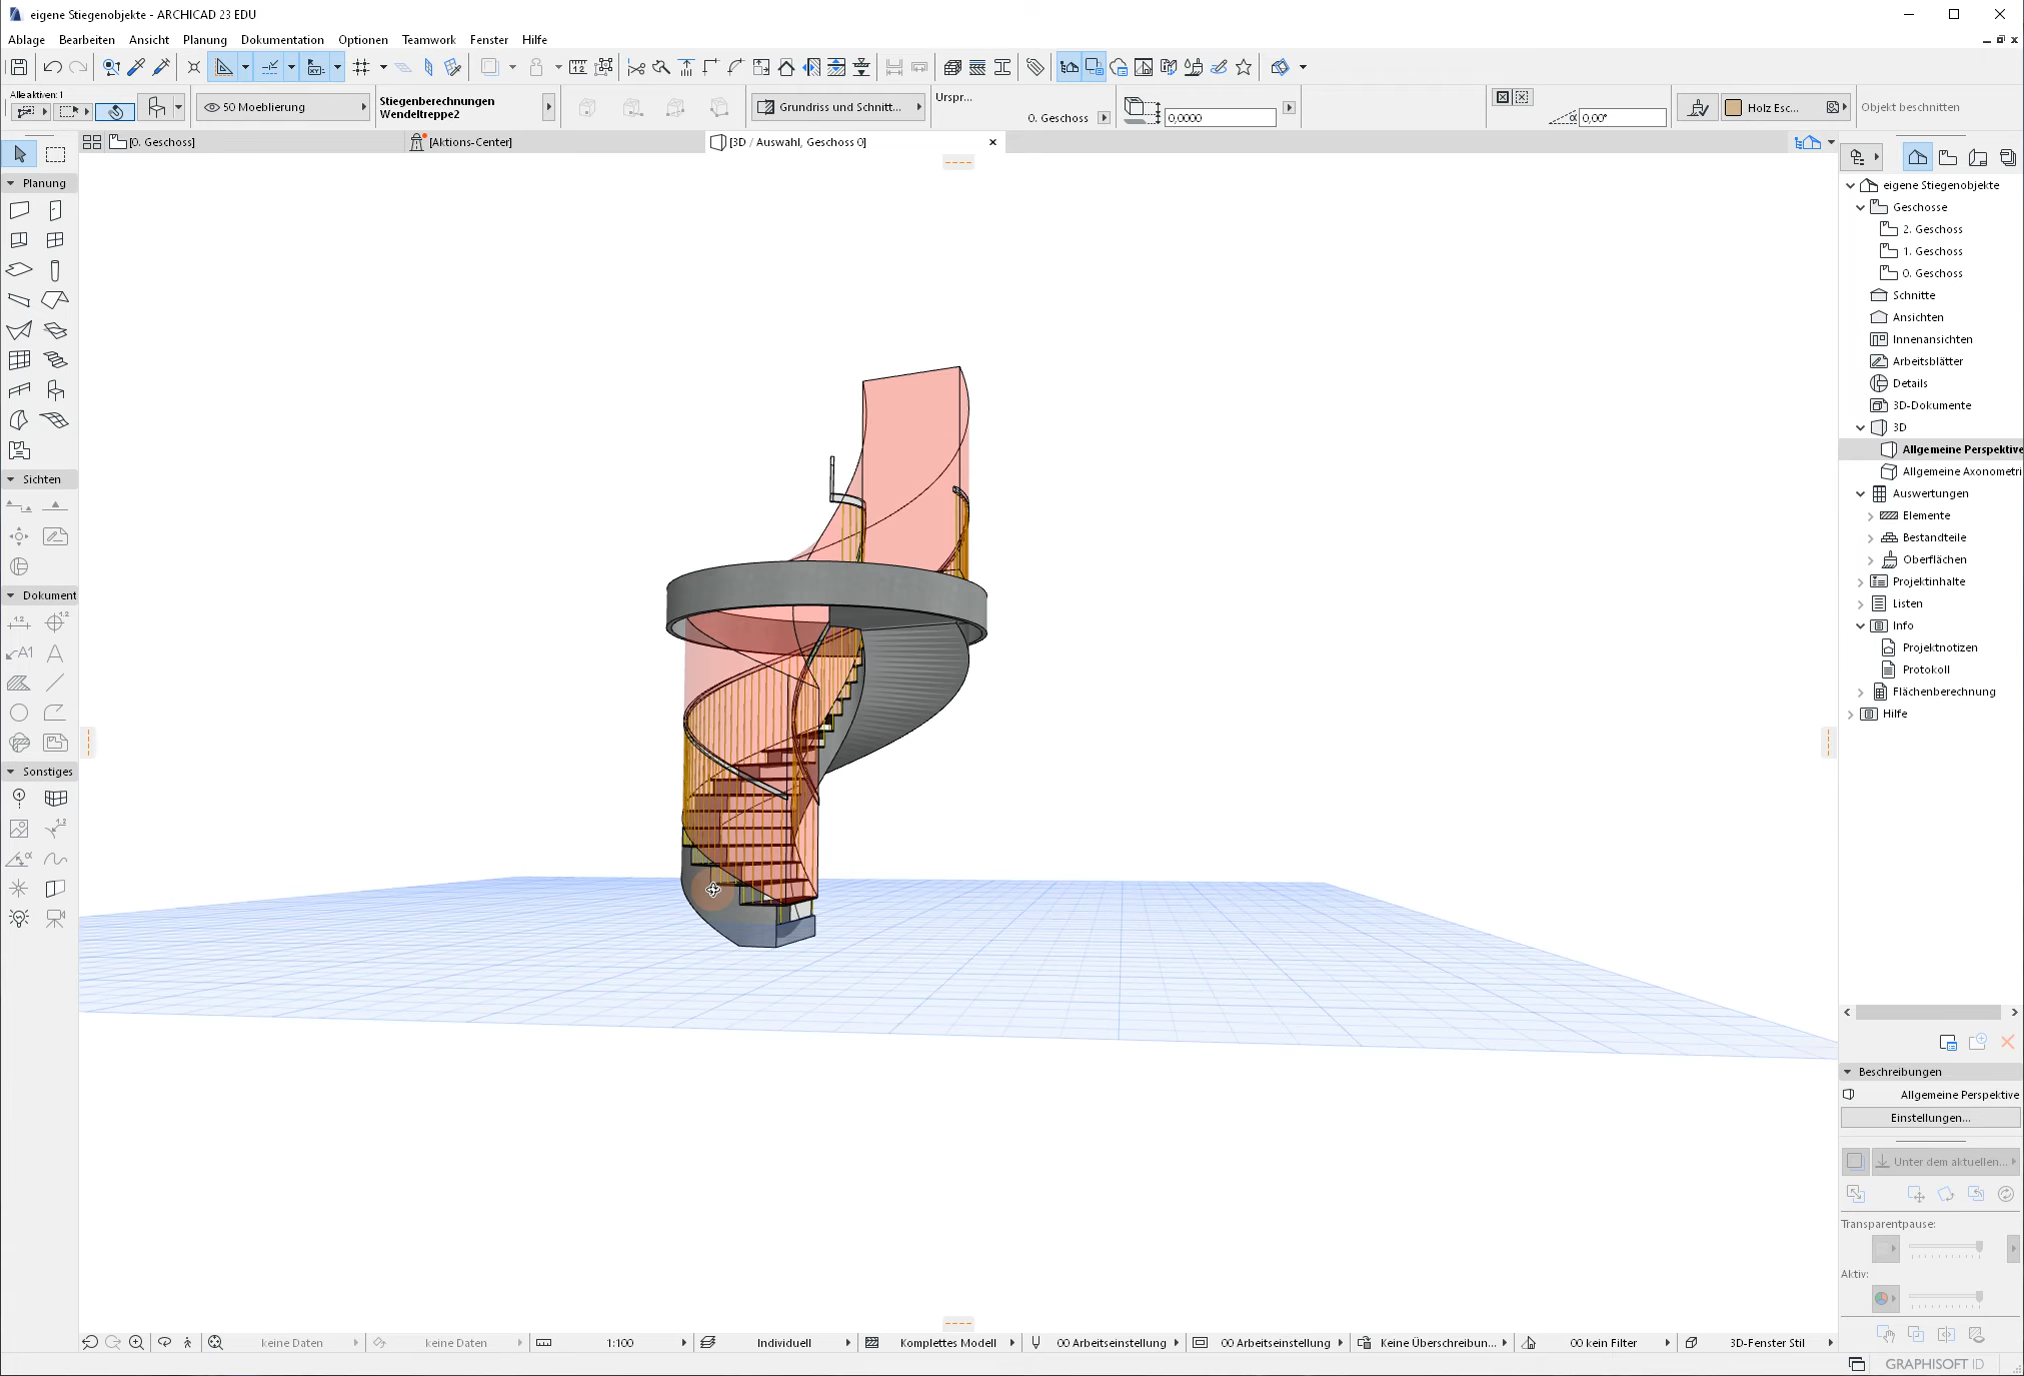 eigene Stiegenobjekte - ARCHICAD 23 EDU
Ablage Bearbeiten Ansicht Planung Dokumentation Optionen Teamwork Fenster Hilfe
Alle aktiven: 1
50 Moeblierung
Stiegenberechnungen
Wendeltreppe2
Grundriss und Schnitt...
Urspr...
0. Geschoss
0,0000
0,00°
Holz Esc...
Objekt beschnitten
[0. Geschoss]
[Aktions-Center]
[3D / Auswahl, Geschoss 0]
Planung
Sichten
Dokument
Sonstiges
eigene Stiegenobjekte
Geschosse
2. Geschoss
1. Geschoss
0. Geschoss
Schnitte
Ansichten
Innenansichten
Arbeitsblätter
Details
3D-Dokumente
3D
Allgemeine Perspektive
Allgemeine Axonometri
Auswertungen
Elemente
Bestandteile
Oberflächen
Projektinhalte
Listen
Info
Projektnotizen
Protokoll
Flächenberechnung
Hilfe
Beschreibungen
Allgemeine Perspektive
Einstellungen...
Unter dem aktuellen...
Transparentpause:
Aktiv:
keine Daten
keine Daten
1:100
Individuell
Komplettes Modell
00 Arbeitseinstellung
00 Arbeitseinstellung
Keine Überschreibun...
00 kein Filter
3D-Fenster Stil
GRAPHISOFT ID